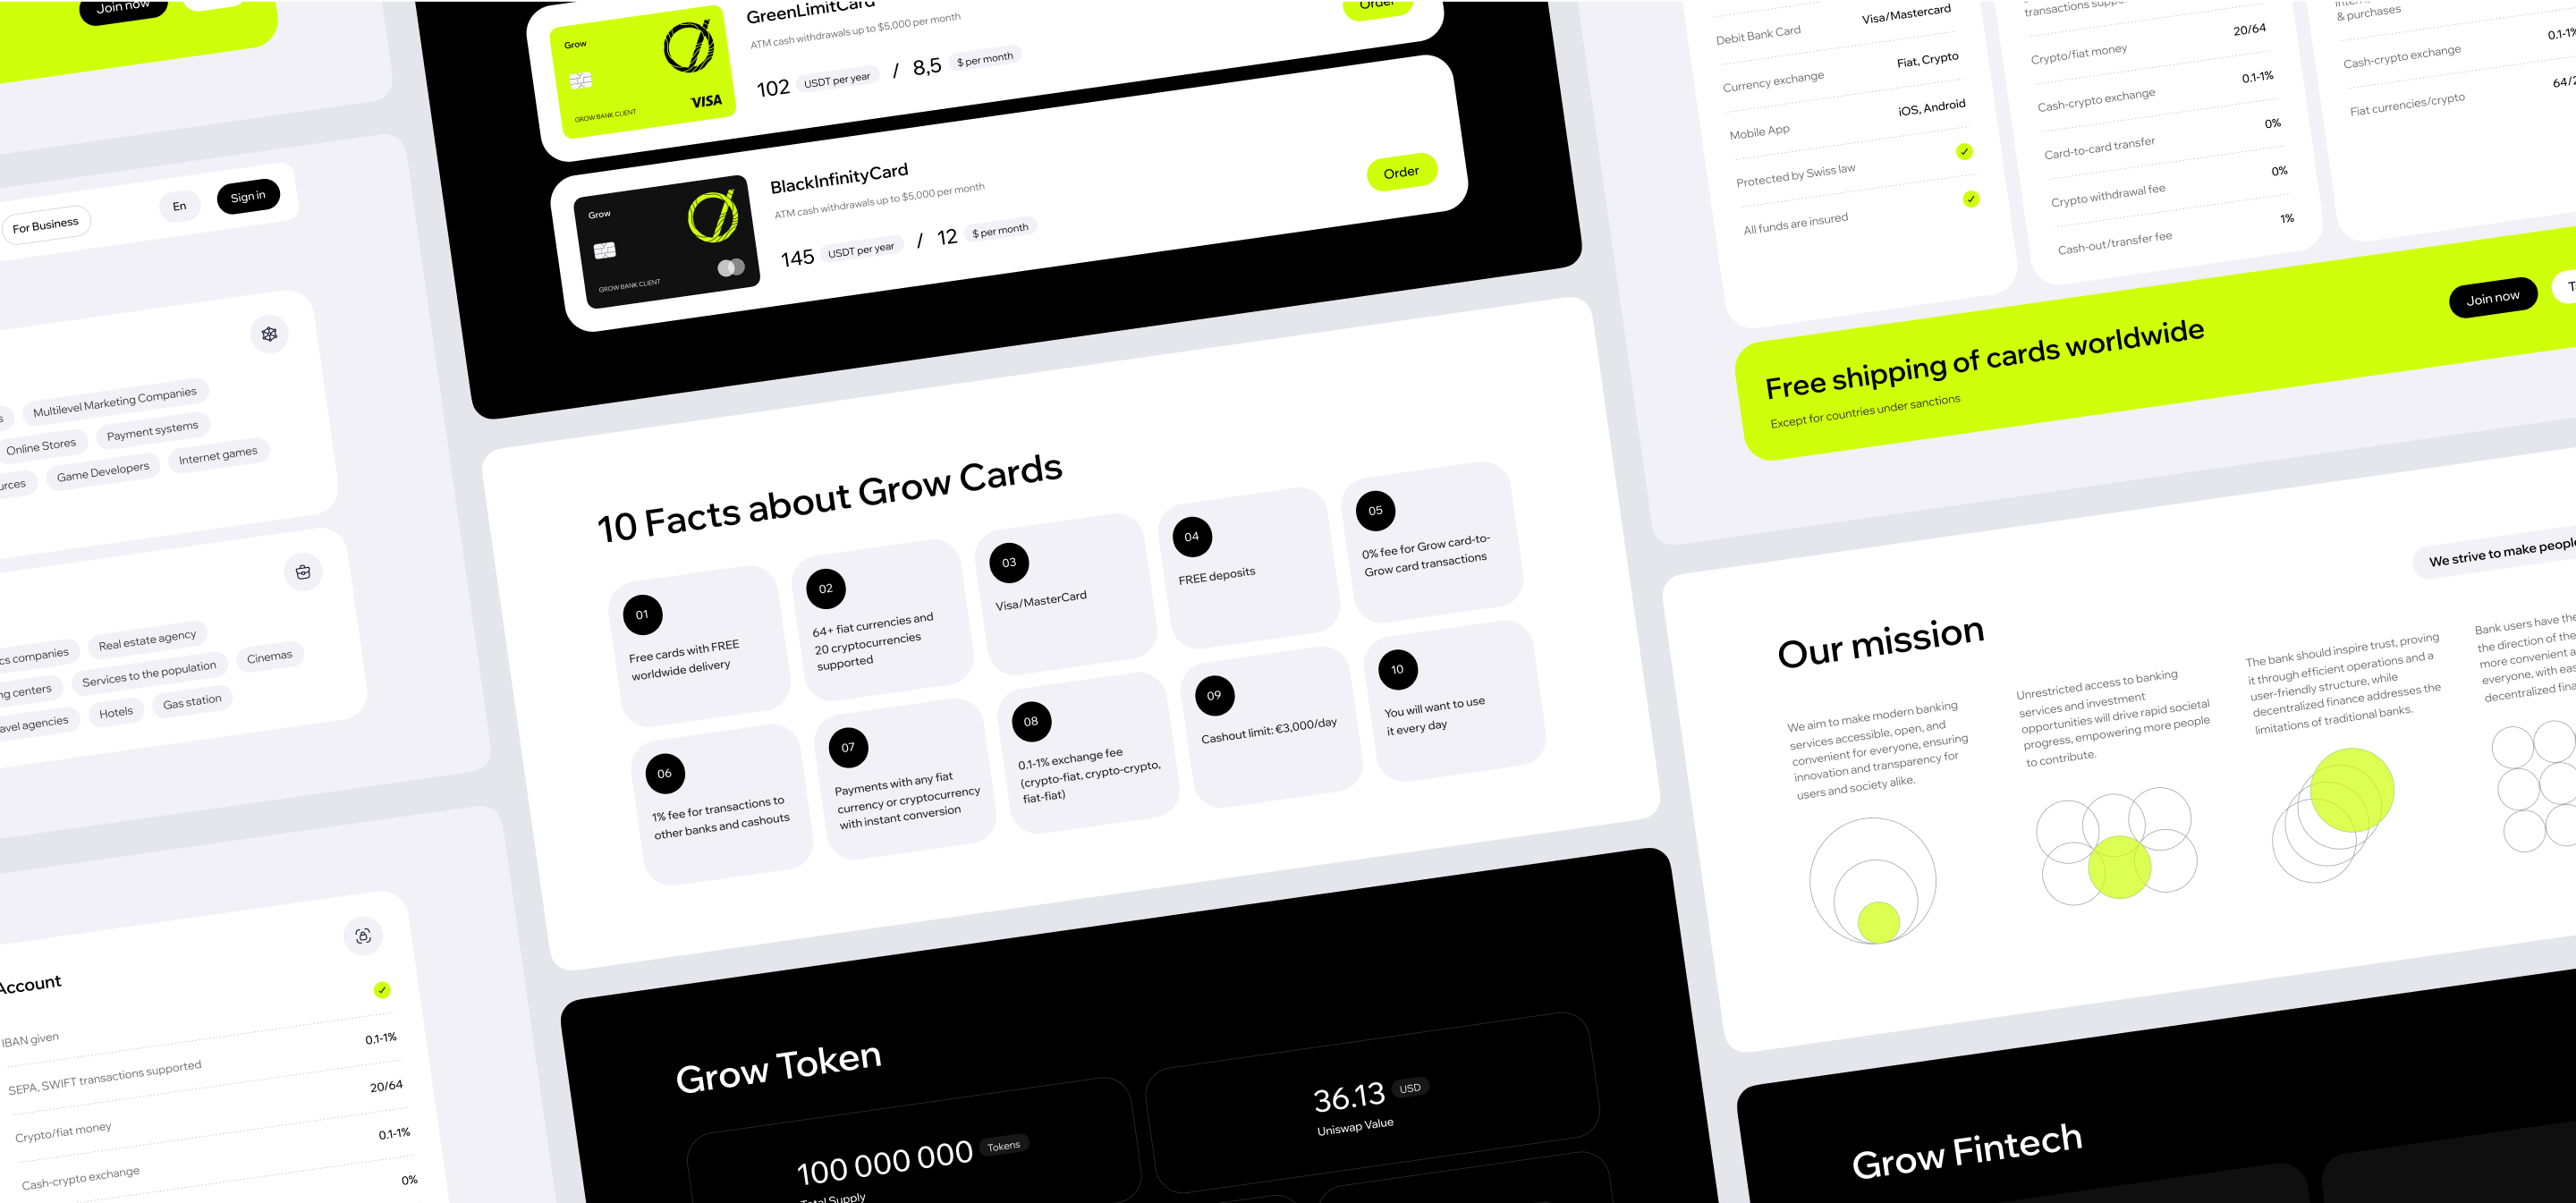 Join now
For Business
En
Sign in
Multilevel Marketing Companies
Online Stores
Payment systems
Game Developers
Internet games
companies
Real estate agency
centers
Services to the population
Cinemas
agencies
Hotels
Gas station
Account
IBAN given
SEPA, SWIFT transactions supported
0.1-1%
Crypto/fiat money
20/64
Cash-crypto exchange
0.1-1%
0%
GreenLimitCard
ATM cash withdrawals up to $5,000 per month
102 USDT per year / 8,5 $ per month
Order
Grow
GROW BANK CLIENT
VISA
BlackInfinityCard
ATM cash withdrawals up to $5,000 per month
145 USDT per year / 12 $ per month
Order
Grow
GROW BANK CLIENT
10 Facts about Grow Cards
01
Free cards with FREE
worldwide delivery
02
64+ fiat currencies and
20 cryptocurrencies
supported
03
Visa/MasterCard
04
FREE deposits
05
0% fee for Grow card-to-
Grow card transactions
06
1% fee for transactions to
other banks and cashouts
07
Payments with any fiat
currency or cryptocurrency
with instant conversion
08
0.1-1% exchange fee
(crypto-fiat, crypto-crypto,
fiat-fiat)
09
Cashout limit: €3,000/day
10
You will want to use
it every day
Grow Token
100 000 000 Tokens
Total Supply
36.13 USD
Uniswap Value
Debit Bank Card
Visa/Mastercard
Currency exchange
Fiat, Crypto
Mobile App
iOS, Android
Protected by Swiss law
All funds are insured
transactions
Crypto/fiat money
20/64
Cash-crypto exchange
0.1-1%
Card-to-card transfer
0%
Crypto withdrawal fee
0%
Cash-out/transfer fee
1%
& purchases
Cash-crypto exchange
0.1-1%
Fiat currencies/crypto
Free shipping of cards worldwide
Except for countries under sanctions
Join now
We strive to make people
Our mission
We aim to make modern banking
services accessible, open, and
convenient for everyone, ensuring
innovation and transparency for
users and society alike.
Unrestricted access to banking
services and investment
opportunities will drive rapid societal
progress, empowering more people
to contribute.
The bank should inspire trust, proving
it through efficient operations and a
user-friendly structure, while
decentralized finance addresses the
limitations of traditional banks.
Bank users have the
the direction of the
more convenient
everyone, with
decentralized
Grow Fintech